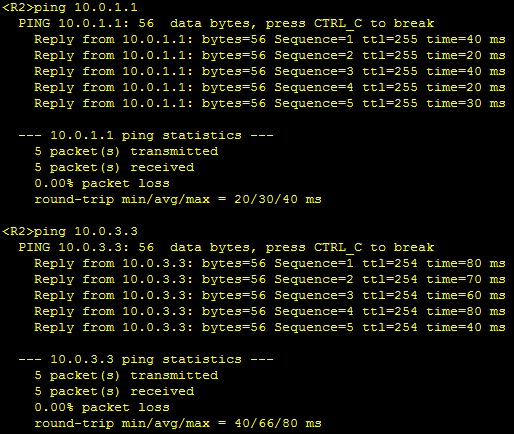 <R2>ping 10.0.1.1
PING 10.0.1.1: 56  data bytes, press CTRL_C to break
Reply from 10.0.1.1: bytes=56 Sequence=1 ttl=255 time=40 ms
Reply from 10.0.1.1: bytes=56 Sequence=2 ttl=255 time=20 ms
Reply from 10.0.1.1: bytes=56 Sequence=3 ttl=255 time=40 ms
Reply from 10.0.1.1: bytes=56 Sequence=4 ttl=255 time=20 ms
Reply from 10.0.1.1: bytes=56 Sequence=5 ttl=255 time=30 ms
--- 10.0.1.1 ping statistics ---
5 packet(s) transmitted
5 packet(s) received
0.00% packet loss
round-trip min/avg/max = 20/30/40 ms
<R2>ping 10.0.3.3
PING 10.0.3.3: 56  data bytes, press CTRL_C to break
Reply from 10.0.3.3: bytes=56 Sequence=1 ttl=254 time=80 ms
Reply from 10.0.3.3: bytes=56 Sequence=2 ttl=254 time=70 ms
Reply from 10.0.3.3: bytes=56 Sequence=3 ttl=254 time=60 ms
Reply from 10.0.3.3: bytes=56 Sequence=4 ttl=254 time=80 ms
Reply from 10.0.3.3: bytes=56 Sequence=5 ttl=254 time=40 ms
--- 10.0.3.3 ping statistics ---
5 packet(s) transmitted
5 packet(s) received
0.00% packet loss
round-trip min/avg/max = 40/66/80 ms